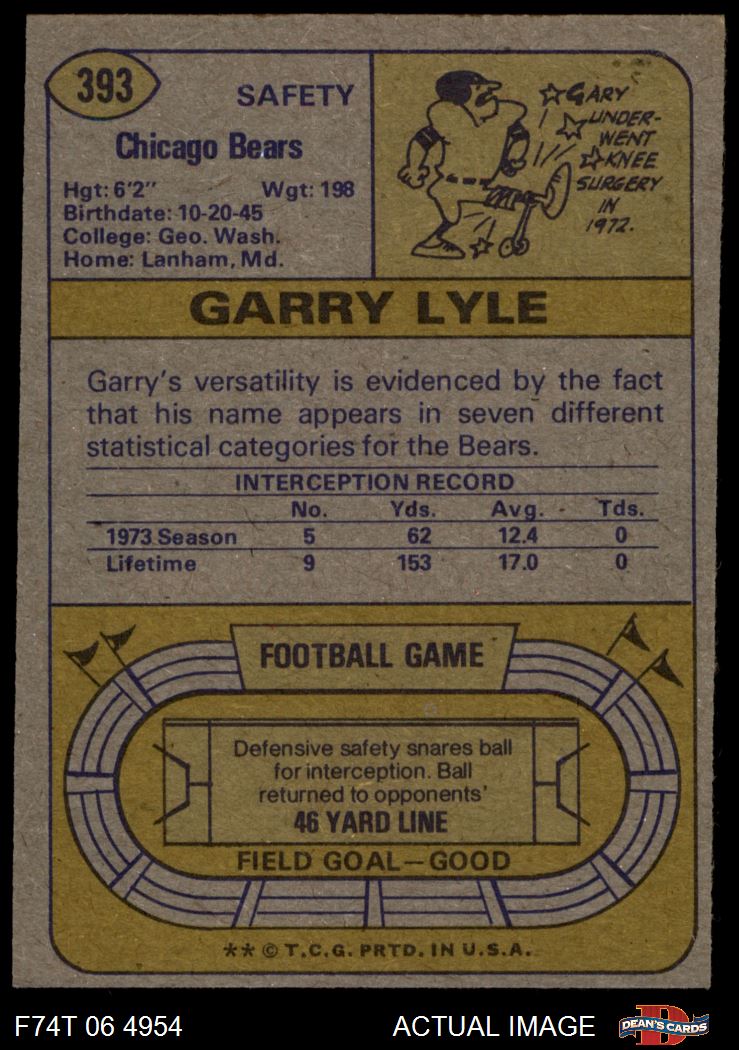 393
SAFETY
Chicago Bears
Hgt: 6'2" Wgt: 198
Birthdate: 10-20-45
College: Geo. Wash.
Home: Lanham, Md.
GARY
UNDER-
WENT
KNEE
SURGERY
IN
1972.
GARRY LYLE
Garry's versatility is evidenced by the fact
that his name appears in seven different
statistical categories for the Bears.
INTERCEPTION RECORD
No. Yds. Avg. Tds.
1973 Season 5 62 12.4 0
Lifetime 9 153 17.0 0
FOOTBALL GAME
Defensive safety snares ball
for interception. Ball
returned to opponents'
46 YARD LINE
FIELD GOAL—GOOD
** © T.C.G. PRTD. IN U.S.A.
F74T 06 4954 ACTUAL IMAGE D DEAN'S CARDS